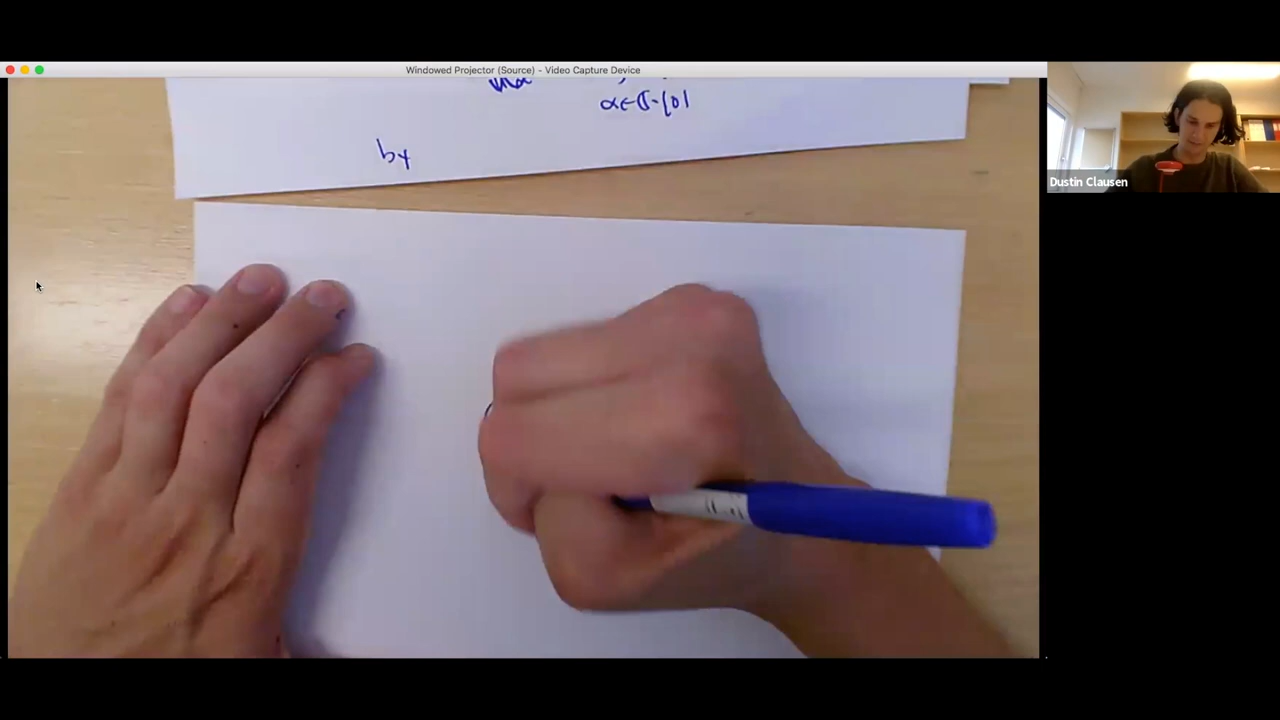 Windowed Projector (Source) - Video Capture Device
α∈ℂ-{0}
by
Dustin Clausen